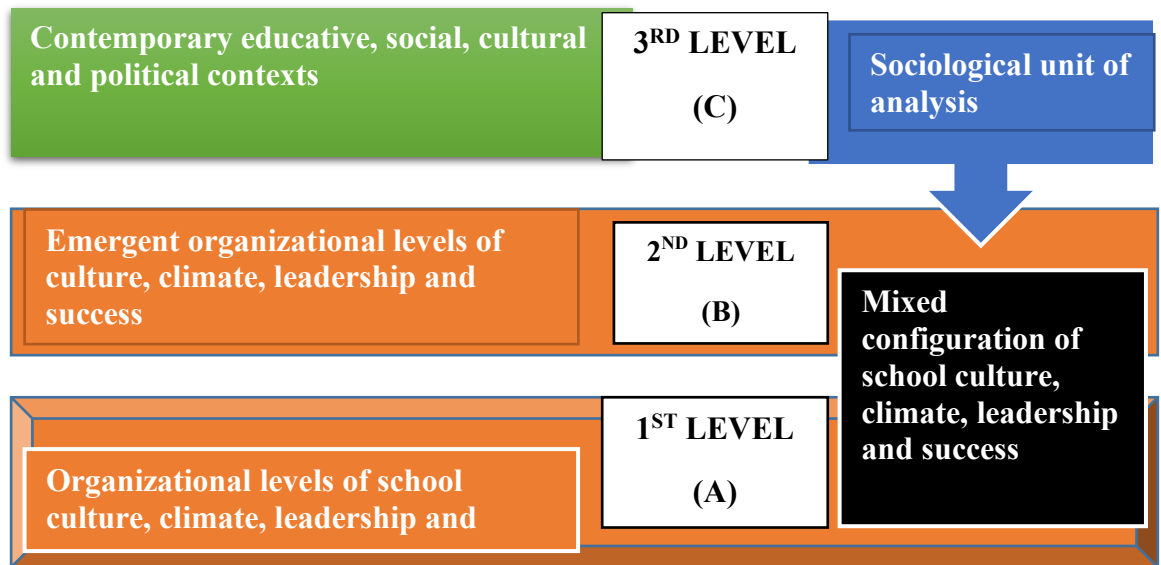 Contemporary educative, social, cultural
and political contexts
3RD LEVEL
(C)
Sociological unit of
analysis
Emergent organizational levels of
culture, climate, leadership and
success
2ND LEVEL
(B)
Mixed
configuration of
school culture,
climate, leadership
and success
1ST LEVEL
(A)
Organizational levels of school
culture, climate, leadership and